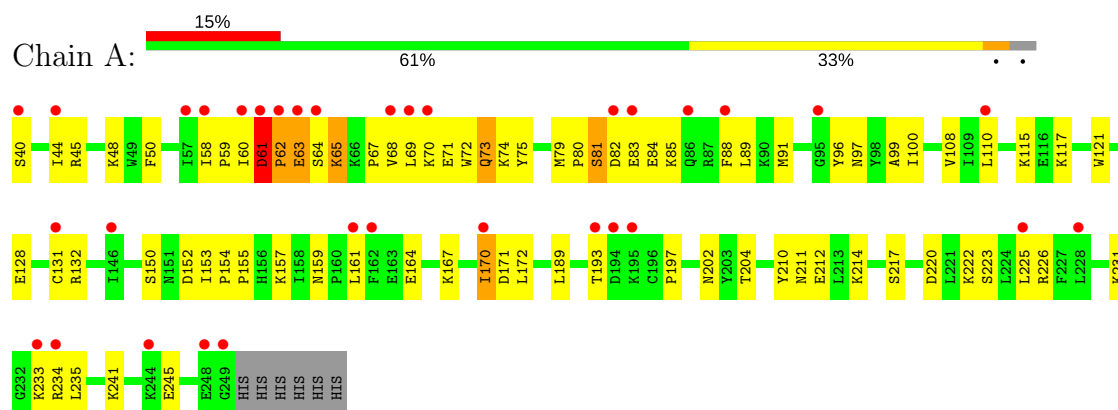 15%
Chain A:
61% 33% • •
S40 I44 R45 K48 W49 F50 I57 I58 P59 I60 D61 P62 E63 S64 K65 K66 P67 V68 L69 K70 E71 W72 Q73 K74 Y75 N79 P80 S81 D82 E83 E84 K85 Q86 R87 F88 L89 K90 M91 G95 Y96 N97 Y98 A99 I100 V108 I109 L110 K115 E116 K117 W121
E128 C131 R132 I146 S150 N151 D152 I153 P154 P155 H156 K157 I158 N159 P160 L161 F162 E163 E164 K167 I170 D171 L172 L189 T193 D194 K195 C196 P197 N202 Y203 T204 Y210 N211 E212 L213 K214 S217 D220 L221 K222 S223 L224 L225 R226 F227 L228 K231
G232 K233 R234 L235 K241 K244 E245 E248 G249 HIS HIS HIS HIS HIS HIS